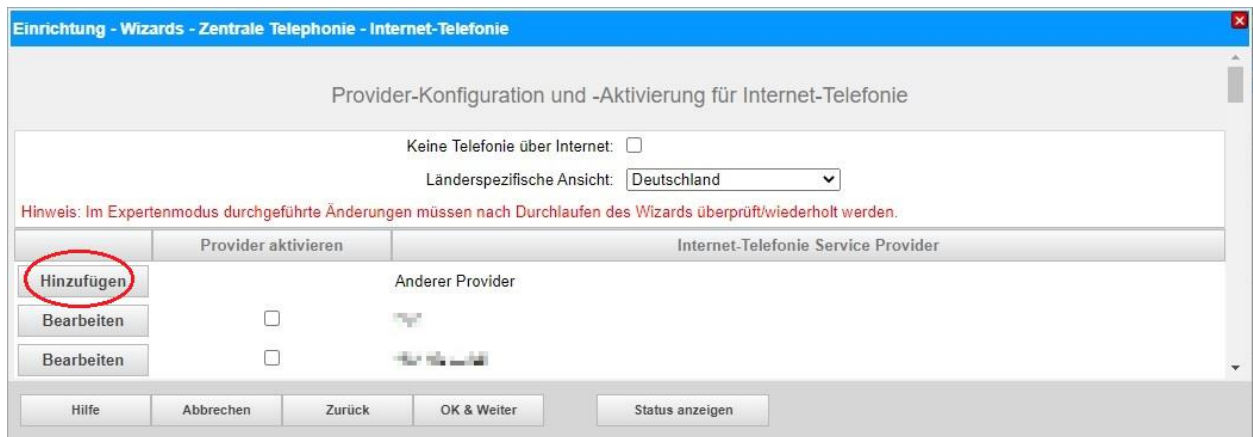 Einrichtung - Wizards - Zentrale Telephonie - Internet-Telefonie
Provider-Konfiguration und -Aktivierung für Internet-Telefonie
Keine Telefonie über Internet:
Länderspezifische Ansicht: Deutschland
Hinweis: Im Expertenmodus durchgeführte Änderungen müssen nach Durchlaufen des Wizards überprüft/wiederholt werden.
Provider aktivieren Internet-Telefonie Service Provider
Hinzufügen Anderer Provider
Bearbeiten
Bearbeiten
Hilfe Abbrechen Zurück OK & Weiter Status anzeigen